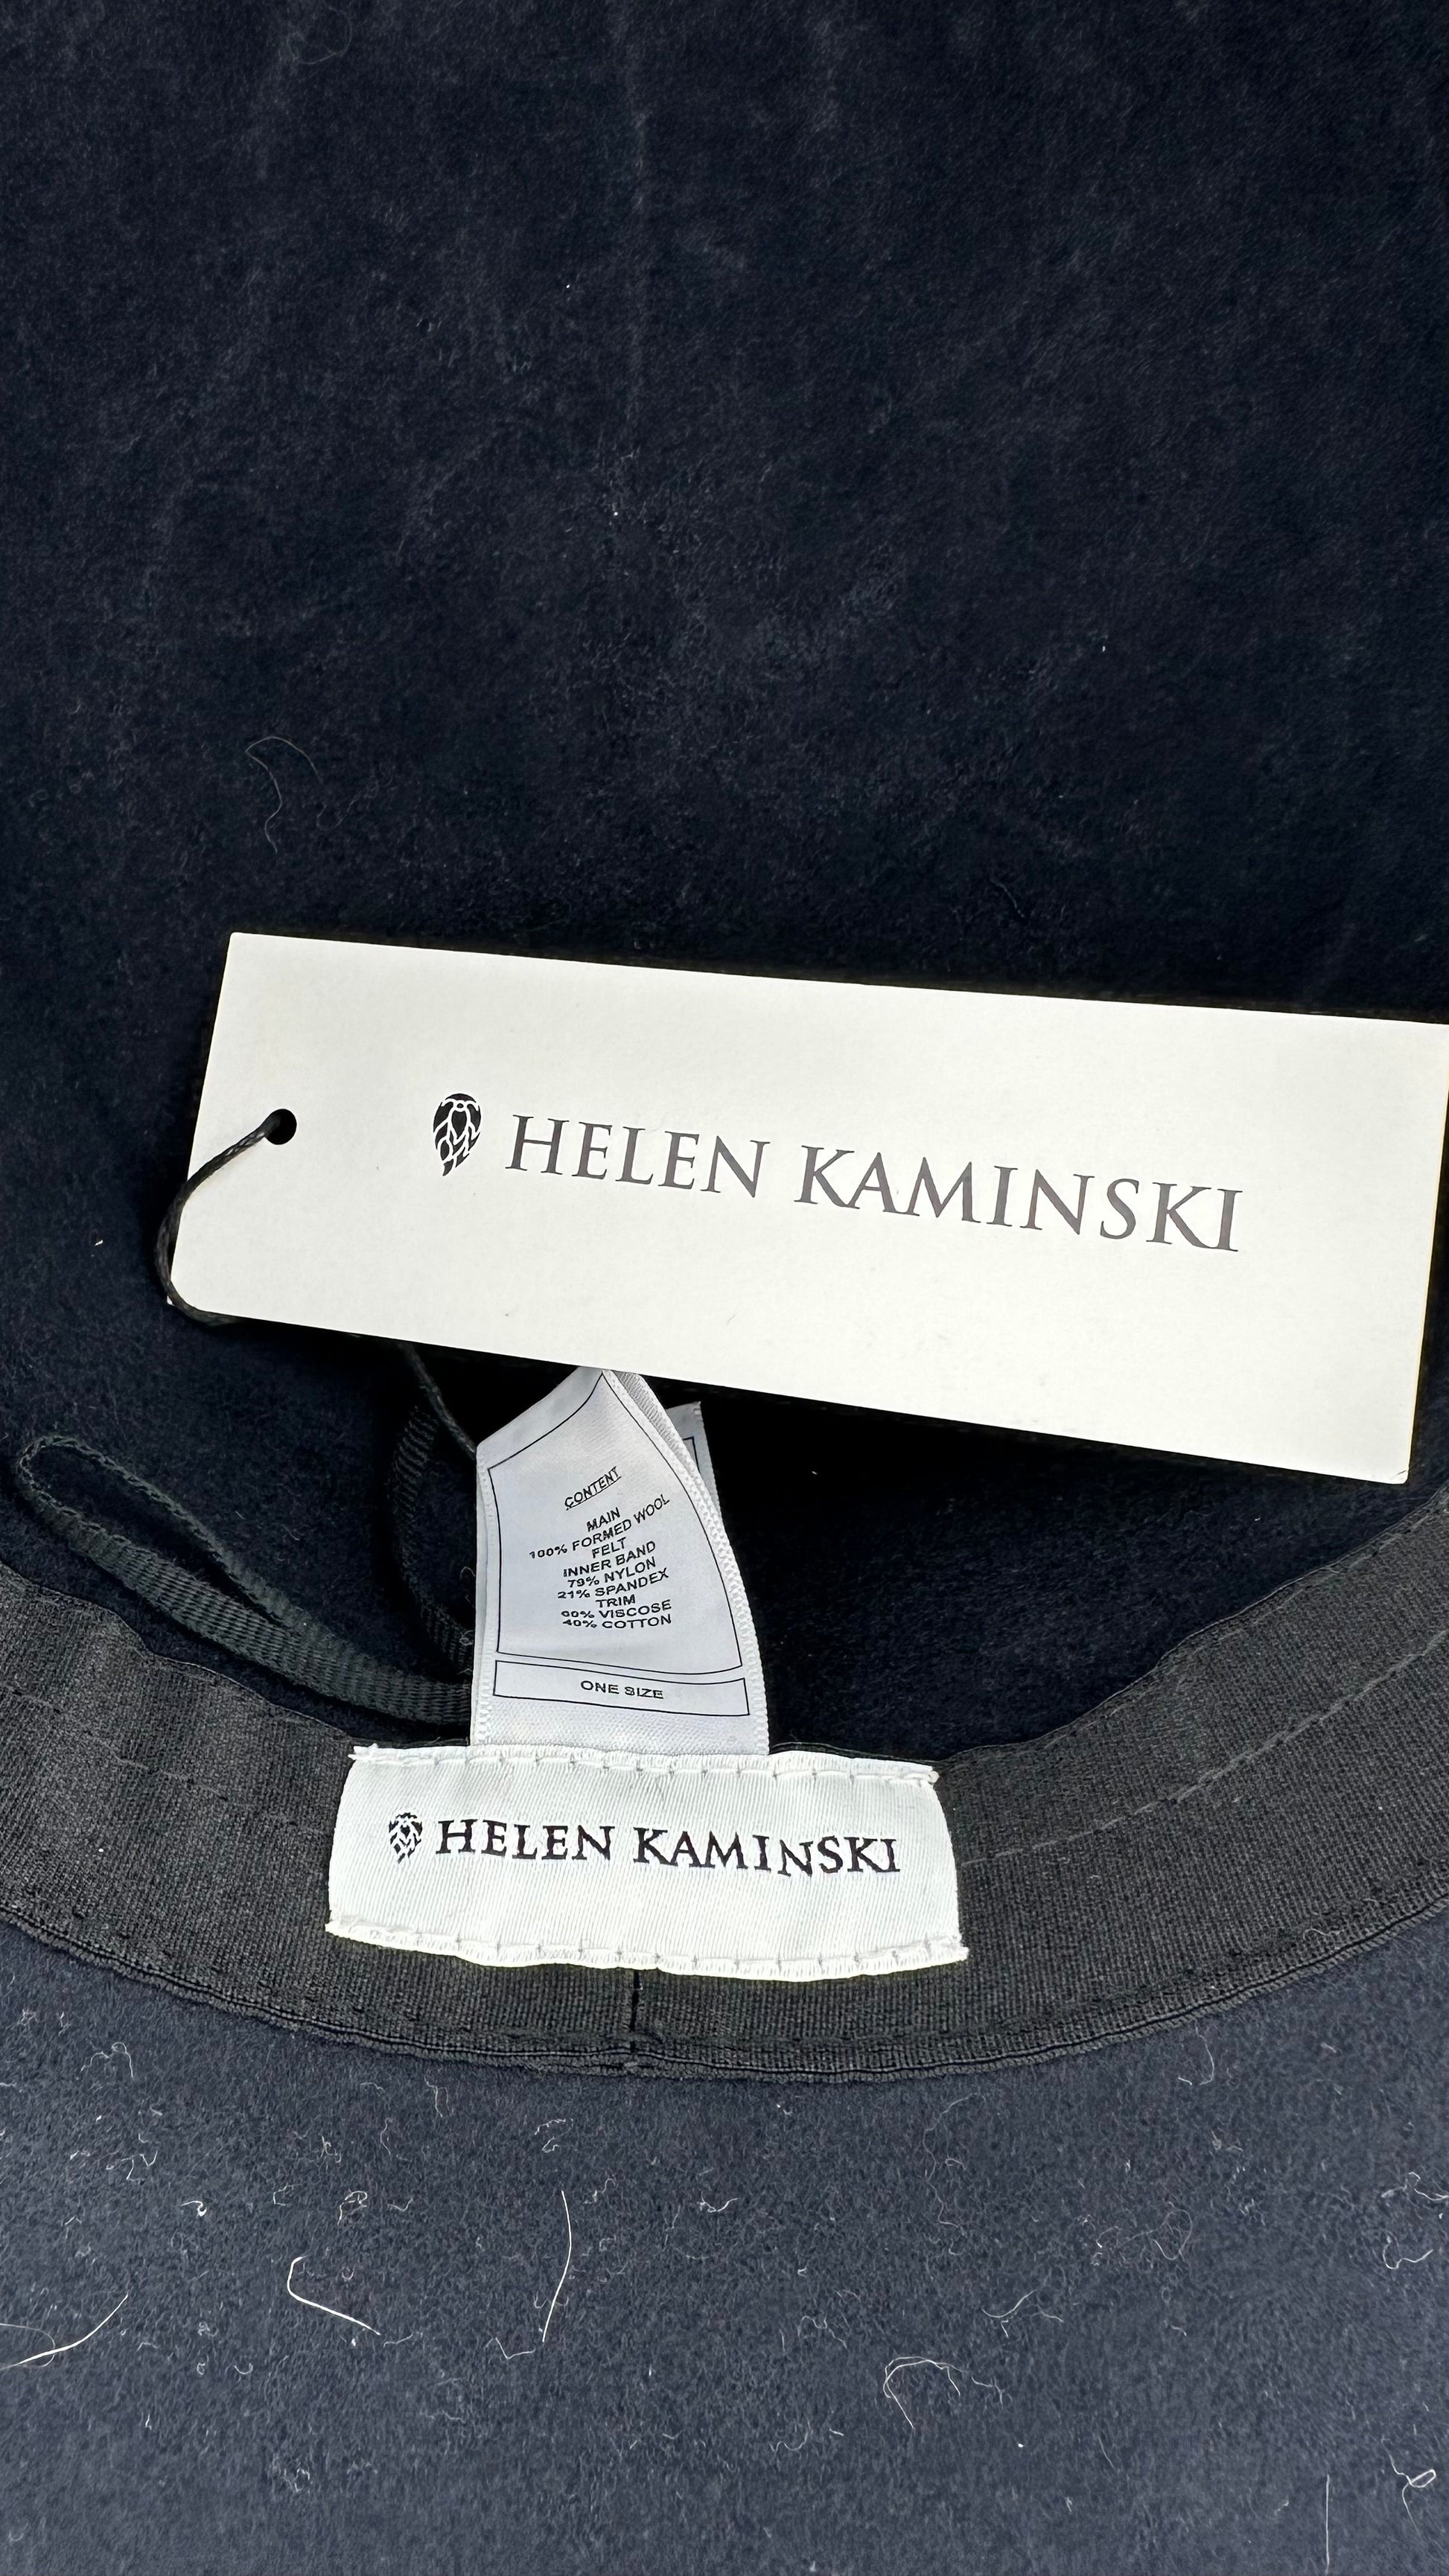 HELEN KAMINSKI
CONTENT
MAIN
100% FORMED WOOL
FELT
INNER BAND
79% NYLON
21% SPANDEX
TRIM
60% VISCOSE
40% COTTON
ONE SIZE
HELEN KAMINSKI